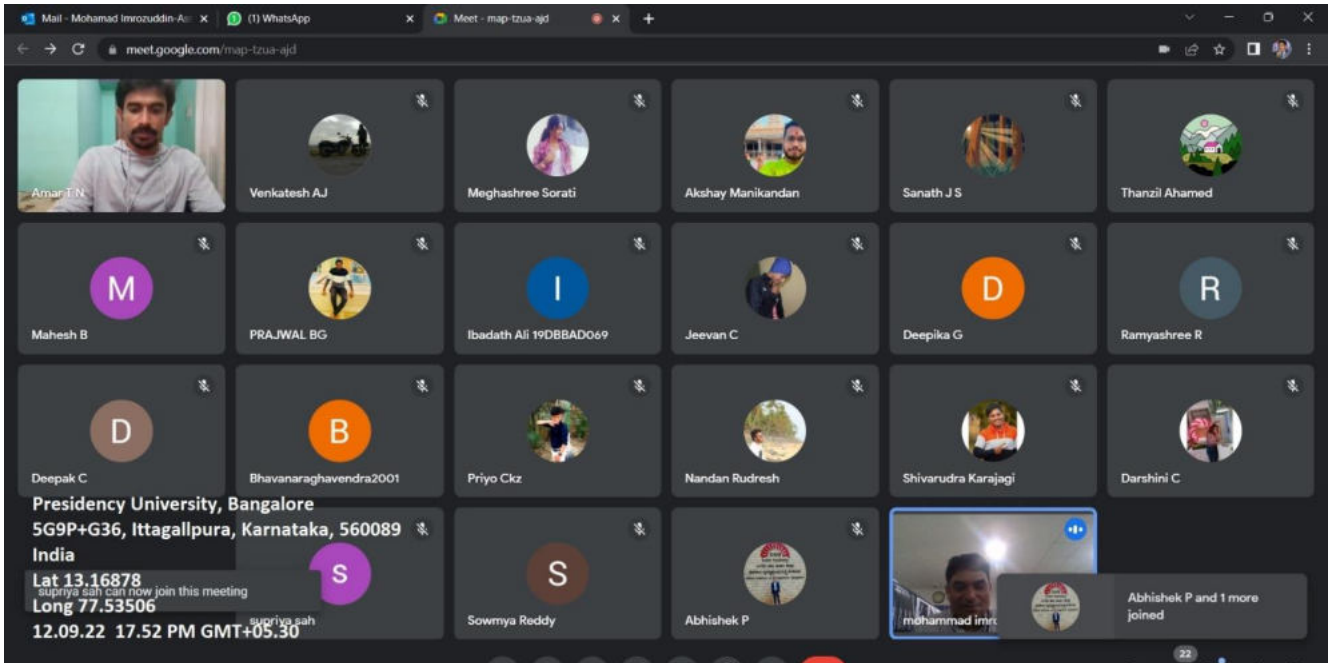 Mail - Mohamad Imrozuddin-As
(1) WhatsApp
Meet - map-tzua-ajd
meet.google.com/map-tzua-ajd
Amar T N
Venkatesh AJ
Meghashree Sorati
Akshay Manikandan
Sanath J S
Thanzil Ahamed
M
I
D
R
Mahesh B
PRAJWAL BG
Ibadath Ali 19DBBAD069
Jeevan C
Deepika G
Ramyashree R
D
B
Deepak C
Bhavanaraghavendra2001
Priyo Ckz
Nandan Rudresh
Shivarudra Karajagi
Darshini C
Presidency University, Bangalore
5G9P+G36, Ittagallpura, Karnataka, 560089
India
Lat 13.16878
Long 77.53506
12.09.22 17.52 PM GMT+05.30
supriya sah can now join this meeting
S
supriya sah
S
Sowmya Reddy
Abhishek P
mohammad imro
Abhishek P and 1 more
joined
22